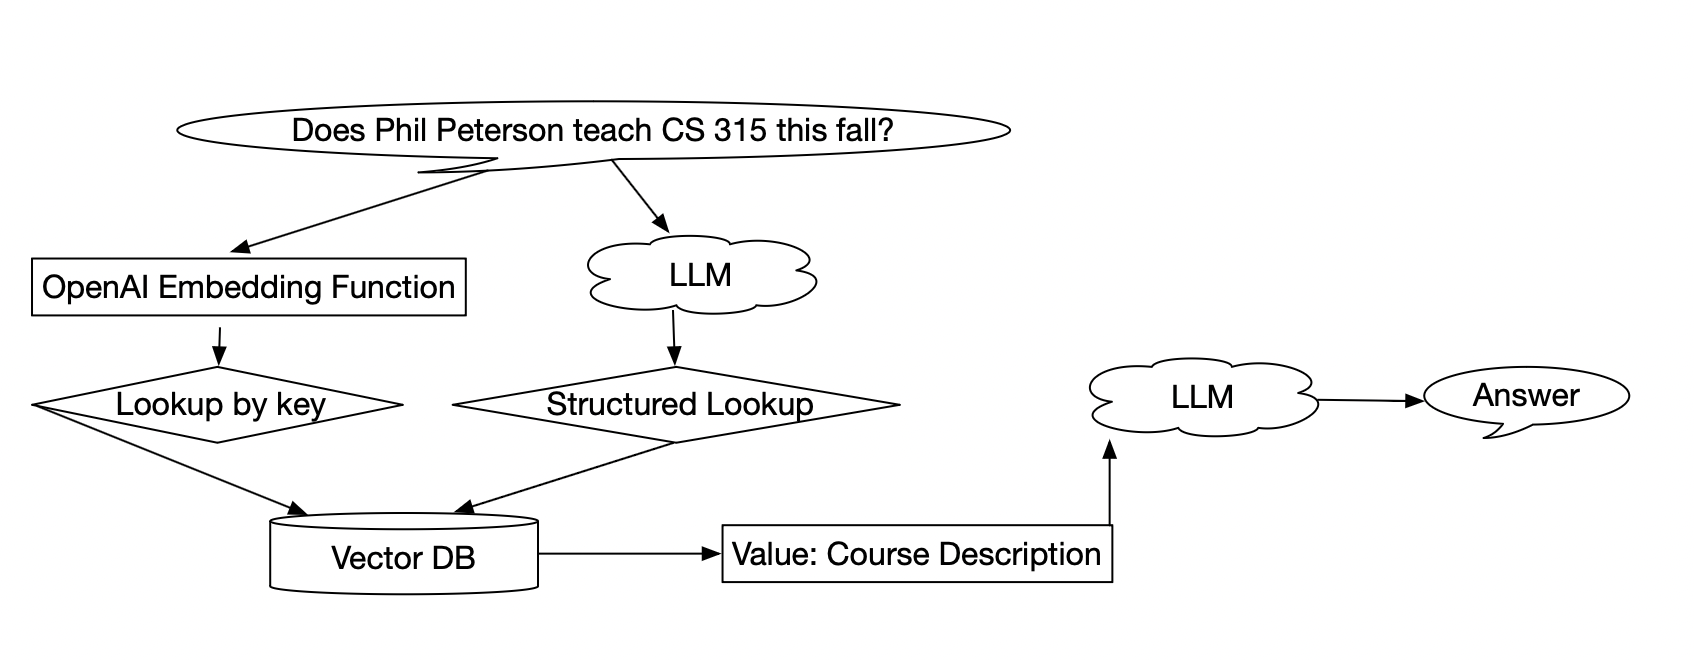 Does Phil Peterson teach CS 315 this fall?
OpenAI Embedding Function
LLM
Lookup by key
Structured Lookup
LLM
Answer
Vector DB
Value: Course Description